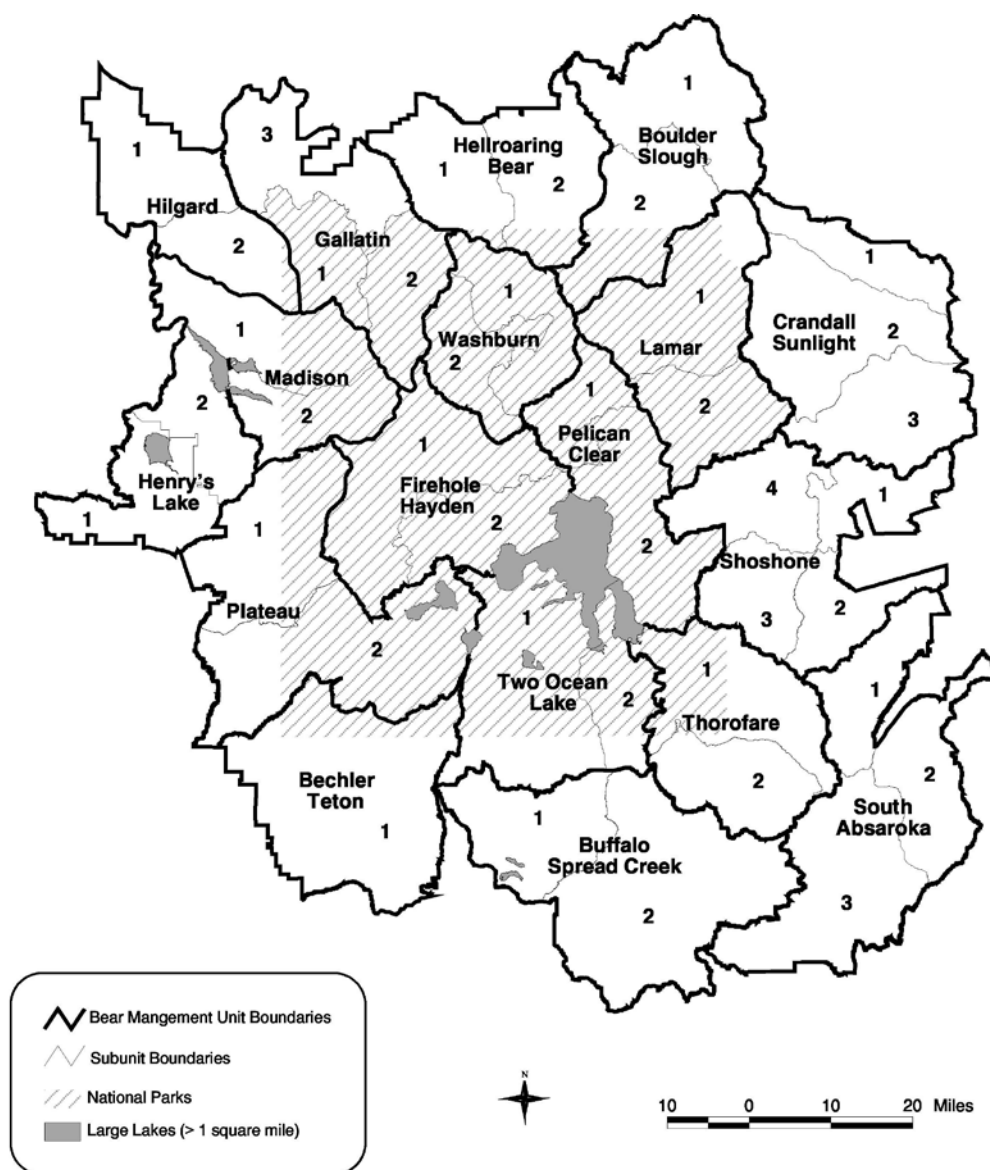 1
3
1
Hellroaring
Bear
1
2
Boulder
Slough
2
Hilgard
2
Gallatin
1
2
1
Washburn
2
1
Lamar
2
1
Crandall
Sunlight
2
3
1
Madison
2
2
Henry's
Lake
1
1
Pelican
Clear
2
1
Firehole
Hayden
2
4
1
Shoshone
3
2
1
Plateau
2
1
Two Ocean
Lake
2
1
Thorofare
2
1
2
South
Absaroka
3
Bechler
Teton
1
1
Buffalo
Spread Creek
2
Bear Mangement Unit Boundaries
Subunit Boundaries
National Parks
Large Lakes (> 1 square mile)
N
10 0 10 20 Miles